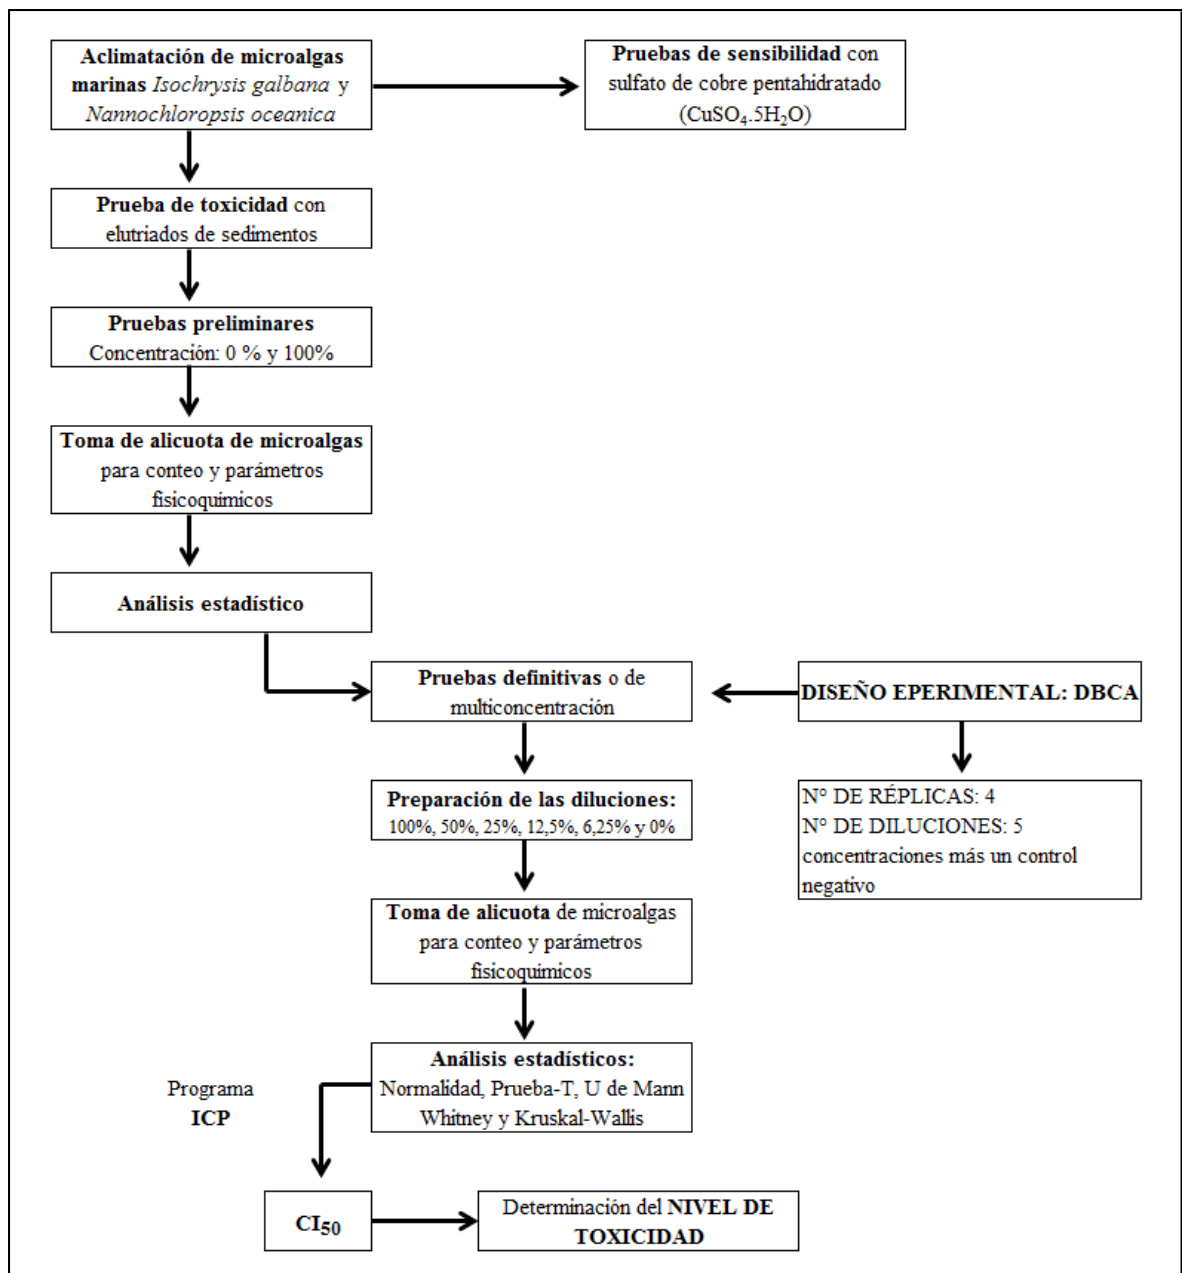 Aclimatación de microalgas
marinas Isochrysis galbana y
Nannochloropsis oceanica
Pruebas de sensibilidad con
sulfato de cobre pentahidratado
(CuSO₄.5H₂O)
Prueba de toxicidad con
elutriados de sedimentos
Pruebas preliminares
Concentración: 0 % y 100%
Toma de alicuota de microalgas
para conteo y parámetros
fisicoquimicos
Análisis estadístico
Pruebas definitivas o de
multiconcentración
DISEÑO EPERIMENTAL: DBCA
Preparación de las diluciones:
100%, 50%, 25%, 12,5%, 6,25% y 0%
N° DE RÉPLICAS: 4
N° DE DILUCIONES: 5
concentraciones más un control
negativo
Toma de alicuota de microalgas
para conteo y parámetros
fisicoquimicos
Análisis estadísticos:
Normalidad, Prueba-T, U de Mann
Whitney y Kruskal-Wallis
Programa
ICP
CI₅₀
Determinación del NIVEL DE
TOXICIDAD